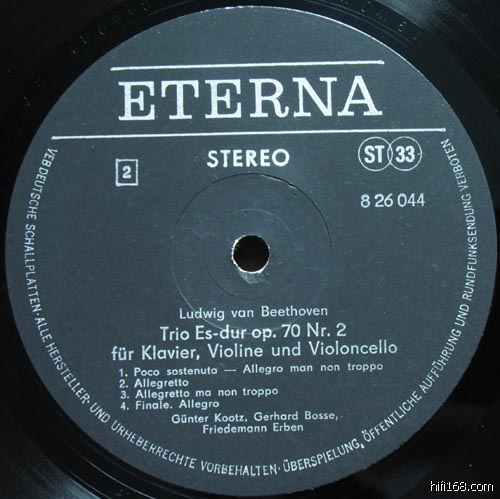 ETERNA
STEREO
2
ST 33
8 26 044
Ludwig van Beethoven
Trio Es-dur op. 70 Nr. 2
für Klavier, Violine und Violoncello
1. Poco sostenuto — Allegro man non troppo
2. Allegretto
3. Allegretto ma non troppo
4. Finale. Allegro
Günter Kootz, Gerhard Bosse,
Friedemann Erben
VEB DEUTSCHE SCHALLPLATTEN · ALLE HERSTELLER- UND URHEBERRECHTE VORBEHALTEN · ÜBERSPIELUNG, ÖFFENTLICHE AUFFÜHRUNG UND RUNDFUNKSENDUNG VERBOTEN
hifi168.com